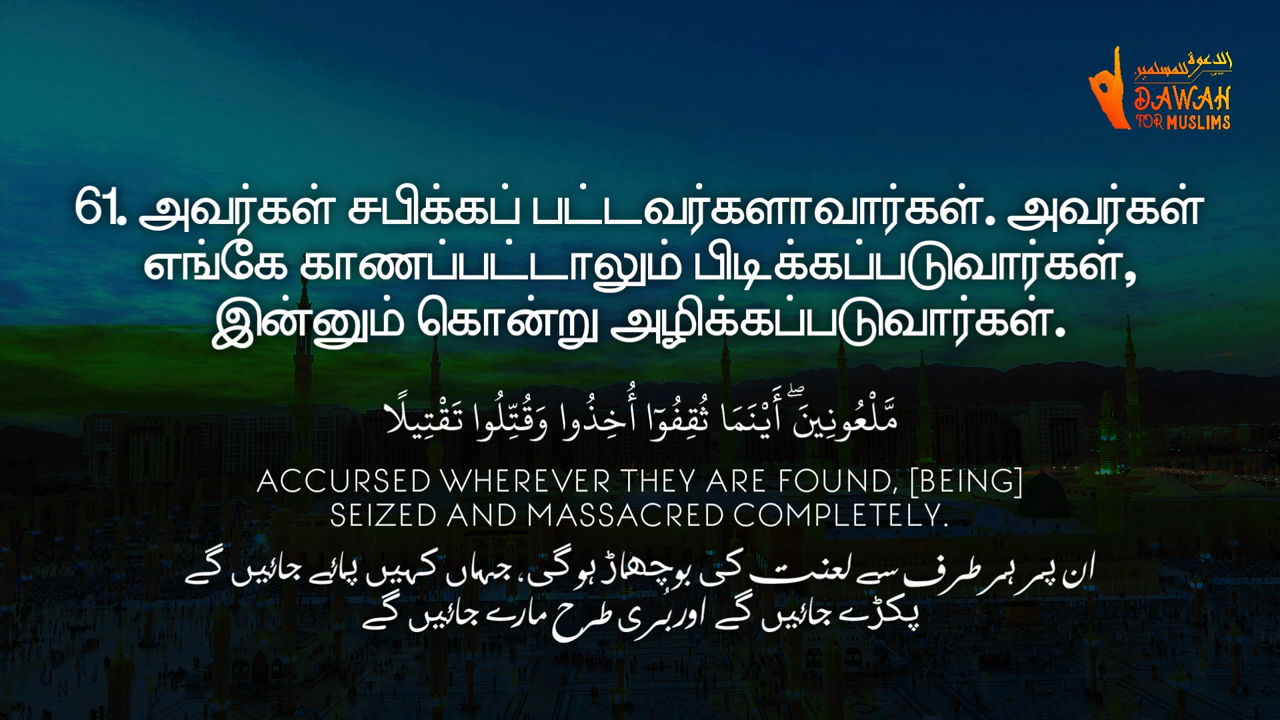 الدعوة للمسلمين
DAWAH
FOR MUSLIMS
61. அவர்கள் சபிக்கப் பட்டவர்களாவார்கள். அவர்கள்
எங்கே காணப்பட்டாலும் பிடிக்கப்படுவார்கள்,
இன்னும் கொன்று அழிக்கப்படுவார்கள்.
مَّلْعُونِينَ ۖ أَيْنَمَا ثُقِفُوٓا أُخِذُوا وَقُتِّلُوا تَقْتِيلًا
ACCURSED WHEREVER THEY ARE FOUND, [BEING]
SEIZED AND MASSACRED COMPLETELY.
ان پر ہر طرف سے لعنت کی بوچھاڑ ہوگی، جہاں کہیں پائے جائیں گے
پکڑے جائیں گے اور بُری طرح مارے جائیں گے